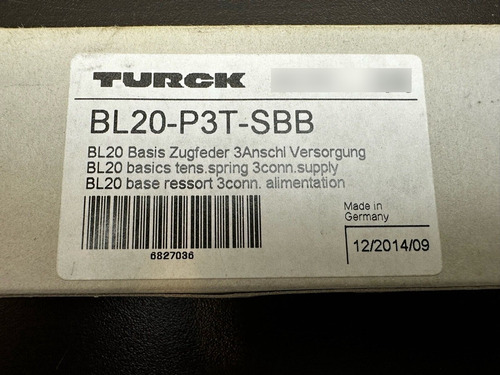 TURCK
BL20-P3T-SBB
BL20 Basis Zugfeder 3Anschl Versorgung
BL20 basics tens.spring 3conn.supply
BL20 base ressort 3conn. alimentation
6827036
Made in
Germany
12/2014/09